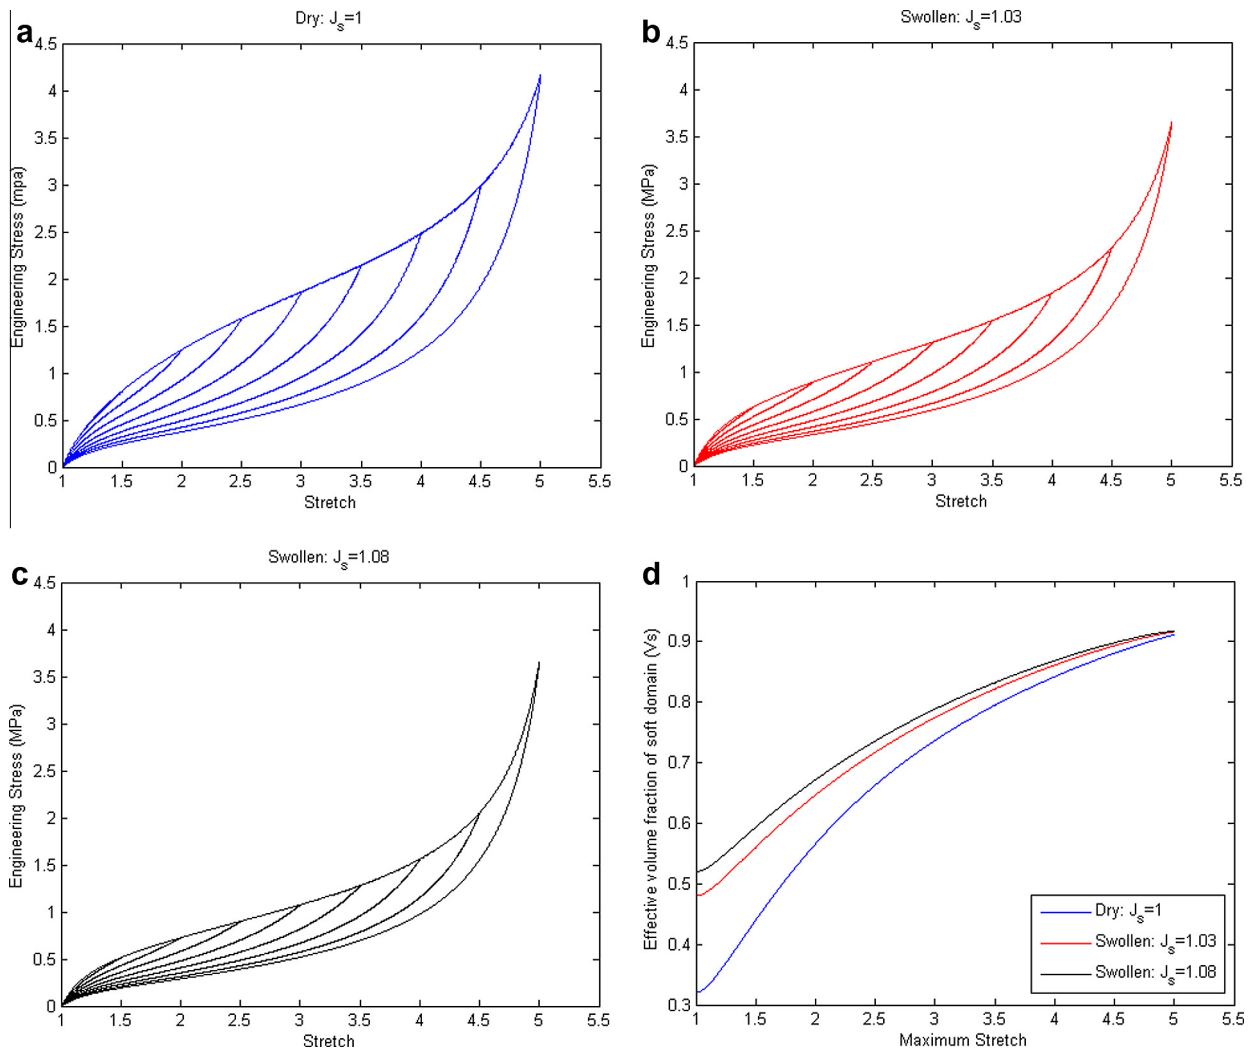 a
Dry: J_s=1
4.5
4
3.5
3
2.5
2
1.5
1
0.5
0
Engineering Stress (mpa)
1 1.5 2 2.5 3 3.5 4 4.5 5 5.5
Stretch
b
Swollen: J_s=1.03
4.5
4
3.5
3
2.5
2
1.5
1
0.5
0
Engineering Stress (MPa)
1 1.5 2 2.5 3 3.5 4 4.5 5 5.5
Stretch
c
Swollen: J_s=1.08
4.5
4
3.5
3
2.5
2
1.5
1
0.5
0
Engineering Stress (MPa)
1 1.5 2 2.5 3 3.5 4 4.5 5 5.5
Stretch
d
1
0.9
0.8
0.7
0.6
0.5
0.4
0.3
Effective volume fraction of soft domain (Vs)
Dry: J_s=1
Swollen: J_s=1.03
Swollen: J_s=1.08
1 1.5 2 2.5 3 3.5 4 4.5 5 5.5
Maximum Stretch